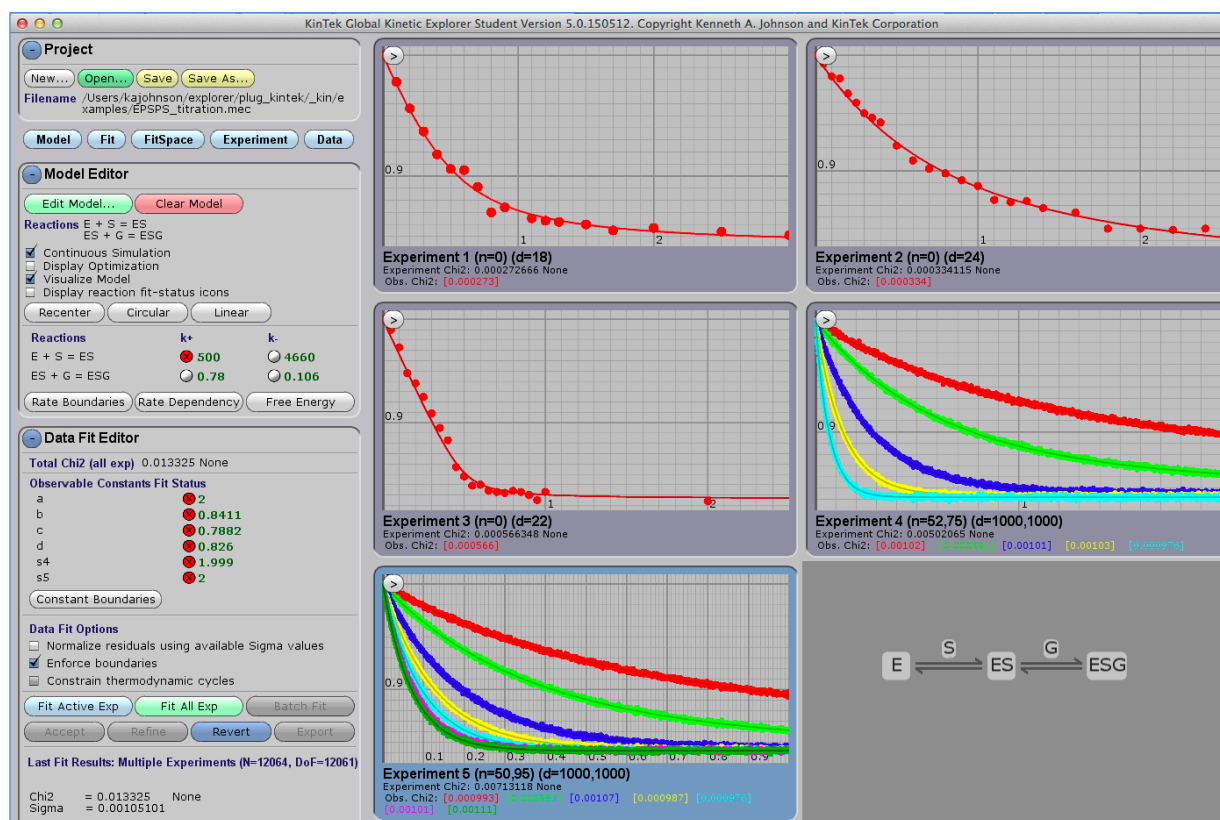 KinTek Global Kinetic Explorer Student Version 5.0.150512. Copyright Kenneth A. Johnson and KinTek Corporation
- Project
New... Open... Save Save As...
Filename /Users/kajohnson/explorer/plug_kintek/_kin/e
xamples/EPSPS_titration.mec
Model Fit FitSpace Experiment Data
- Model Editor
Edit Model... Clear Model
Reactions E + S = ES
ES + G = ESG
Continuous Simulation
Display Optimization
Visualize Model
Display reaction fit-status icons
Recenter Circular Linear
Reactions k+ k-
E + S = ES 500 4660
ES + G = ESG 0.78 0.106
Rate Boundaries Rate Dependency Free Energy
- Data Fit Editor
Total Chi2 (all exp) 0.013325 None
Observable Constants Fit Status
a 2
b 0.8411
c 0.7882
d 0.826
s4 1.999
s5 2
Constant Boundaries
Data Fit Options
Normalize residuals using available Sigma values
Enforce boundaries
Constrain thermodynamic cycles
Fit Active Exp Fit All Exp Batch Fit
Accept Refine Revert Export
Last Fit Results: Multiple Experiments (N=12064, DoF=12061)
Chi2 = 0.013325 None
Sigma = 0.00105101
>
0.9
1 2
Experiment 1 (n=0) (d=18)
Experiment Chi2: 0.000272666 None
Obs. Chi2: [0.000273]
>
0.9
1 2
Experiment 2 (n=0) (d=24)
Experiment Chi2: 0.000334115 None
Obs. Chi2: [0.000334]
>
0.9
1 2
Experiment 3 (n=0) (d=22)
Experiment Chi2: 0.000566348 None
Obs. Chi2: [0.000566]
>
0.9
1
Experiment 4 (n=52,75) (d=1000,1000)
Experiment Chi2: 0.00502065 None
Obs. Chi2: [0.00102] [0.00101] [0.00103]
>
0.9
0.1 0.2 0.3 0.4 0.5 0.6 0.7 0.8 0.9
Experiment 5 (n=50,95) (d=1000,1000)
Experiment Chi2: 0.00713118 None
Obs. Chi2: [0.000993] [0.00107] [0.000987]
[0.00101] [0.00111]
S G
E ES ESG